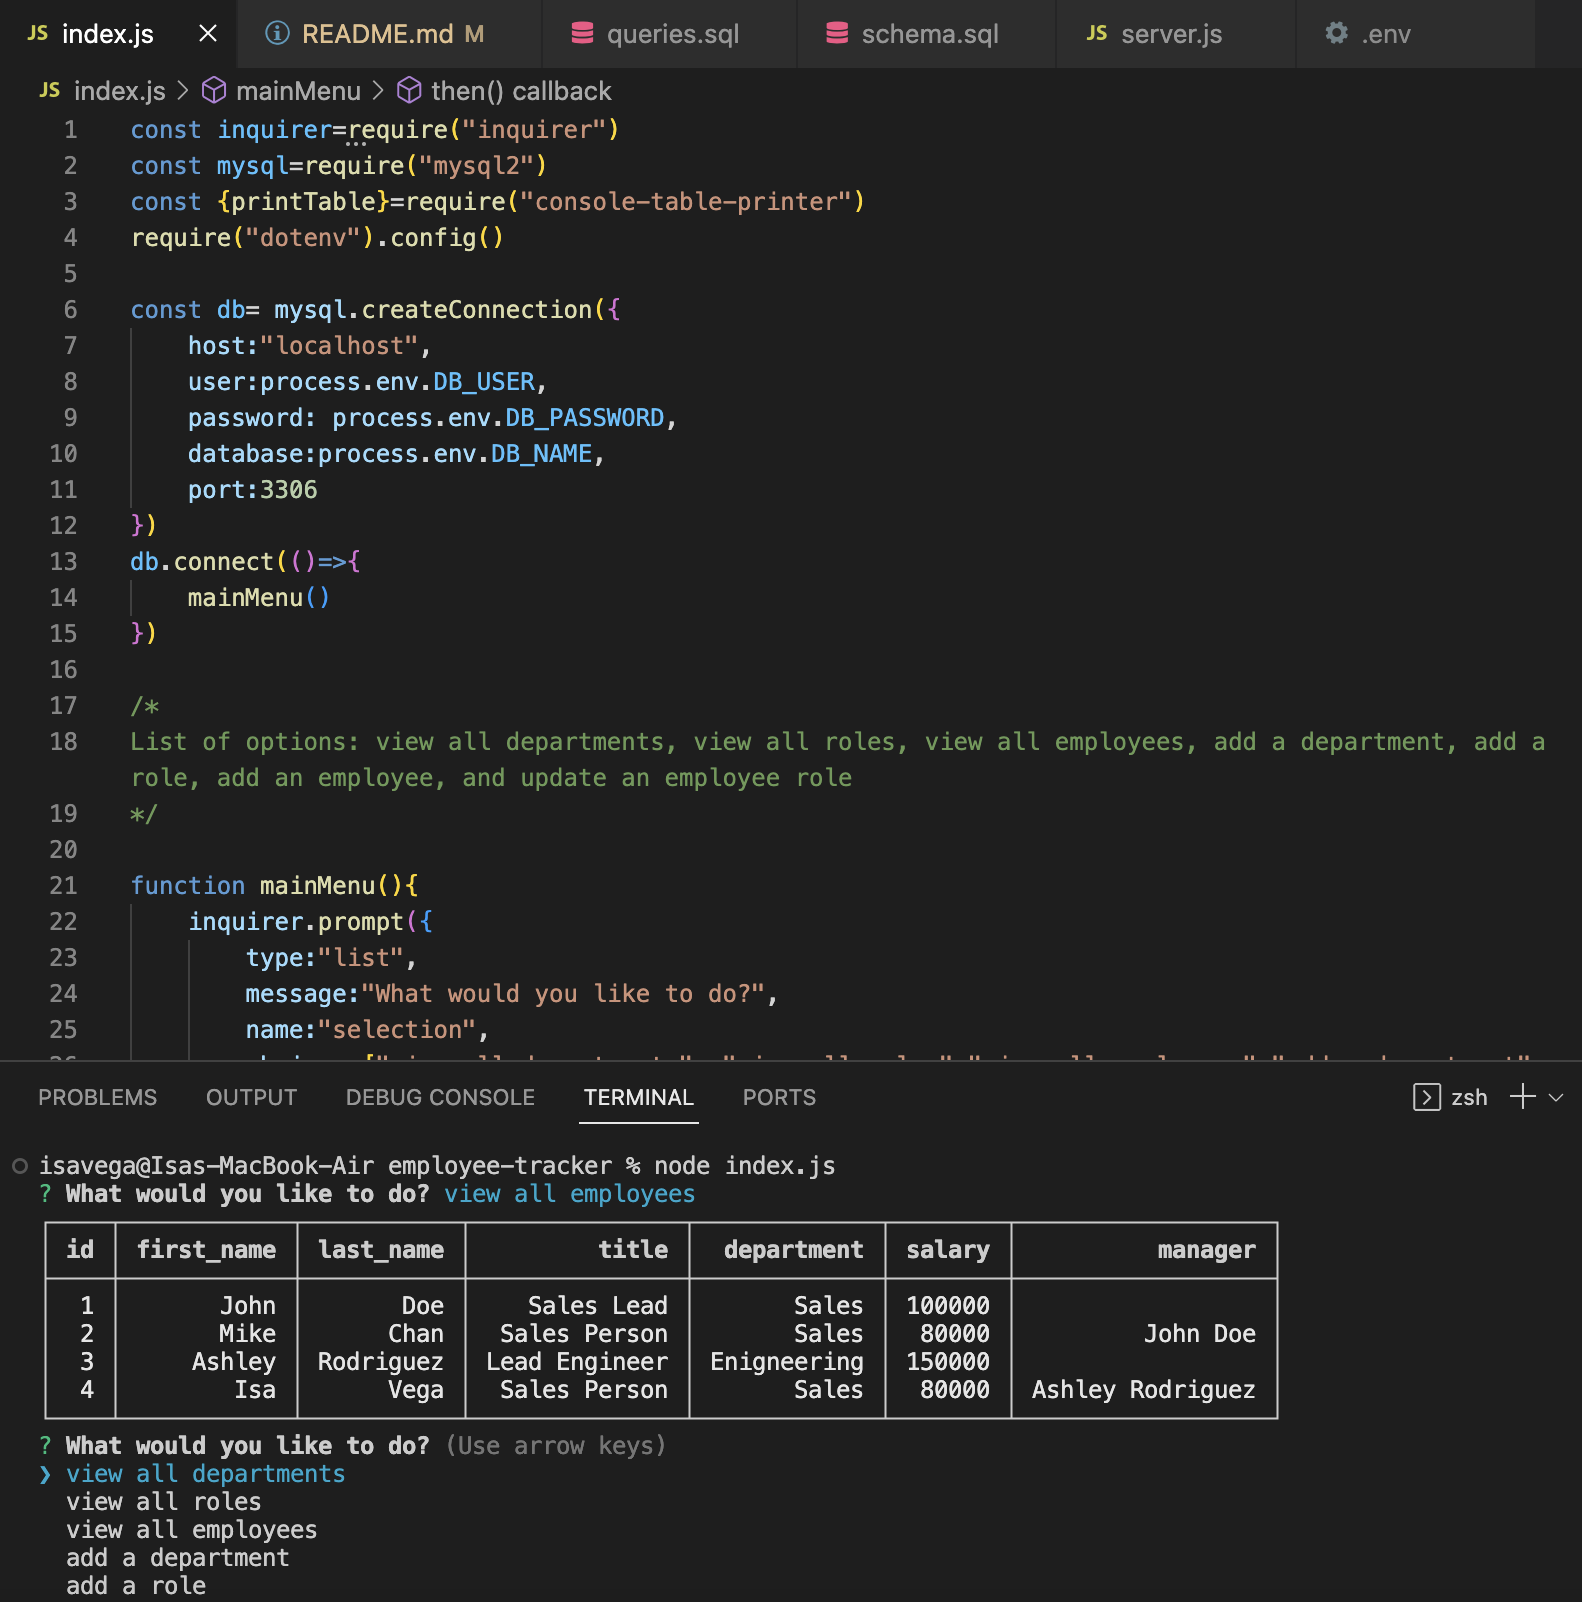 JS index.js × README.md M queries.sql schema.sql JS server.js .env
JS index.js > mainMenu > then() callback
1 const inquirer=require("inquirer")
2 const mysql=require("mysql2")
3 const {printTable}=require("console-table-printer")
4 require("dotenv").config()
5
6 const db= mysql.createConnection({
7 host:"localhost",
8 user:process.env.DB_USER,
9 password: process.env.DB_PASSWORD,
10 database:process.env.DB_NAME,
11 port:3306
12 })
13 db.connect(()=>{
14 mainMenu()
15 })
16
17 /*
18 List of options: view all departments, view all roles, view all employees, add a department, add a
role, add an employee, and update an employee role
19 */
20
21 function mainMenu(){
22 inquirer.prompt({
23 type:"list",
24 message:"What would you like to do?",
25 name:"selection",
PROBLEMS OUTPUT DEBUG CONSOLE TERMINAL PORTS zsh
isavega@Isas-MacBook-Air employee-tracker % node index.js
? What would you like to do? view all employees
id first_name last_name title department salary manager
1 John Doe Sales Lead Sales 100000
2 Mike Chan Sales Person Sales 80000 John Doe
3 Ashley Rodriguez Lead Engineer Enigneering 150000
4 Isa Vega Sales Person Sales 80000 Ashley Rodriguez
? What would you like to do? (Use arrow keys)
❯ view all departments
view all roles
view all employees
add a department
add a role